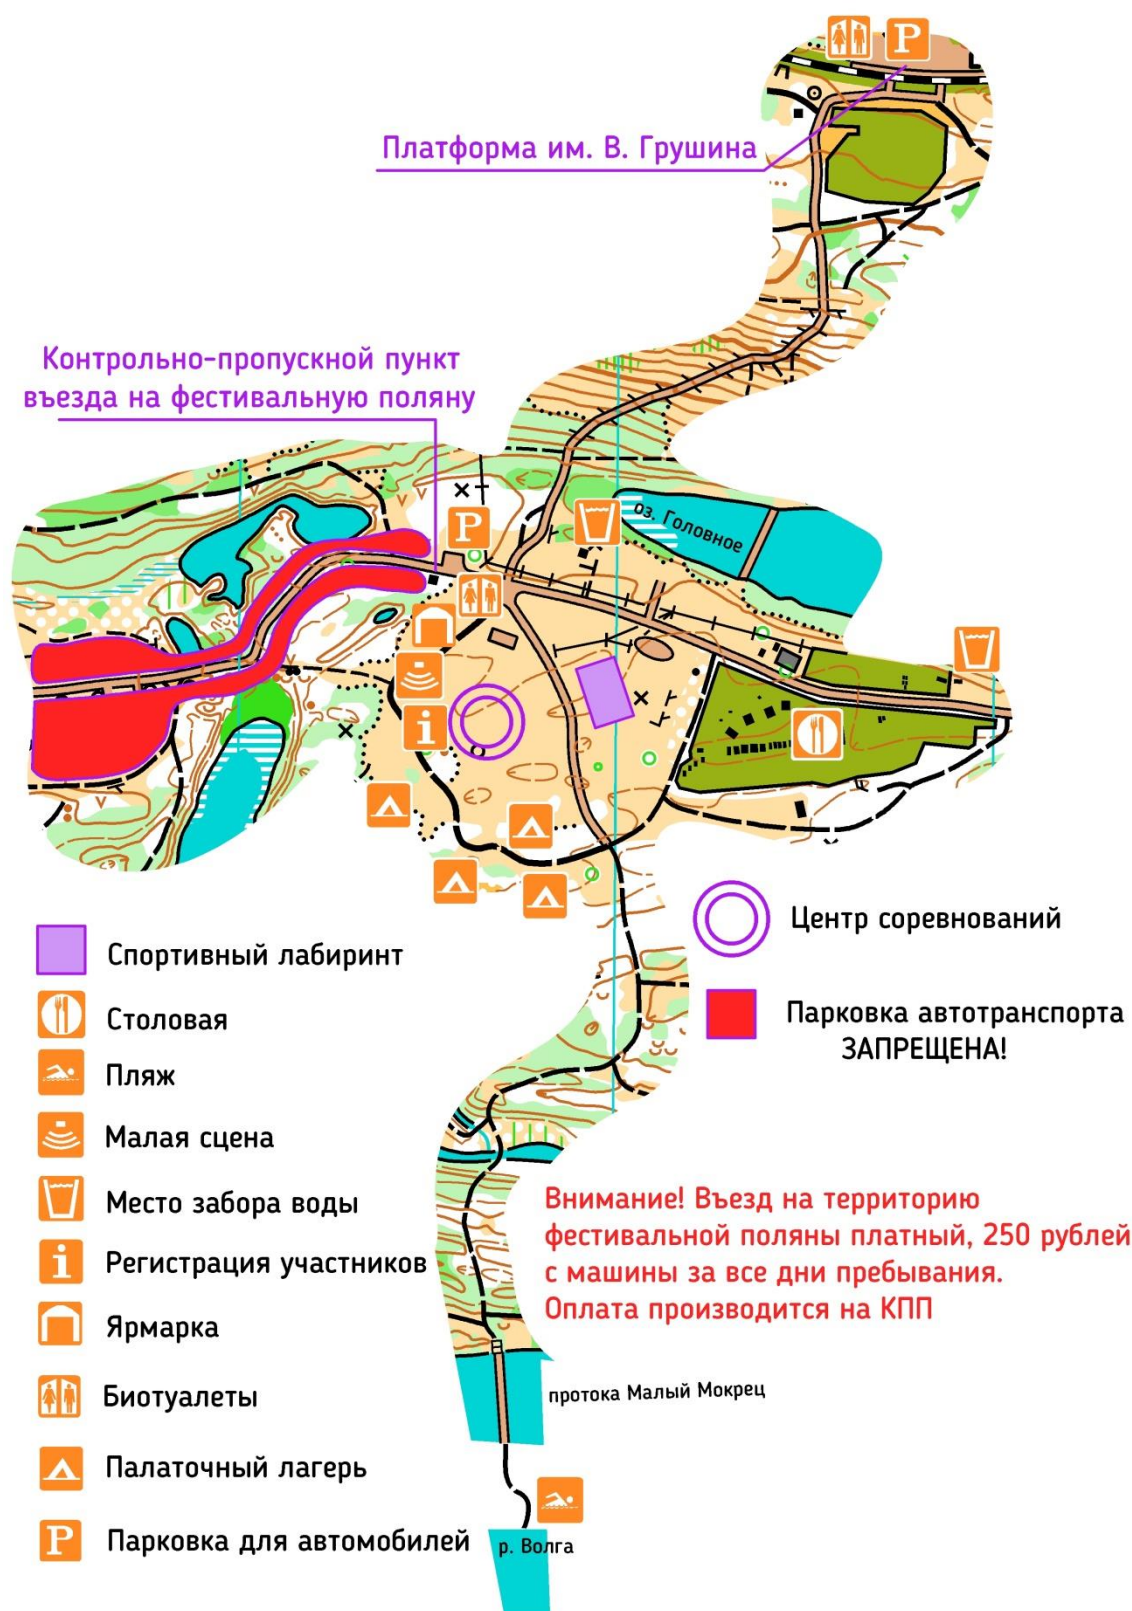 P
Платформа им. В. Грушина
Контрольно-пропускной пункт
въезда на фестивальную поляну
P
оз. Головное
i
Центр соревнований
Парковка автотранспорта
ЗАПРЕЩЕНА!
Спортивный лабиринт
Столовая
Пляж
Малая сцена
Место забора воды
i
Регистрация участников
Ярмарка
Биотуалеты
Палаточный лагерь
P
Парковка для автомобилей
Внимание! Въезд на территорию
фестивальной поляны платный, 250 рублей
с машины за все дни пребывания.
Оплата производится на КПП
протока Малый Мокрец
р. Волга